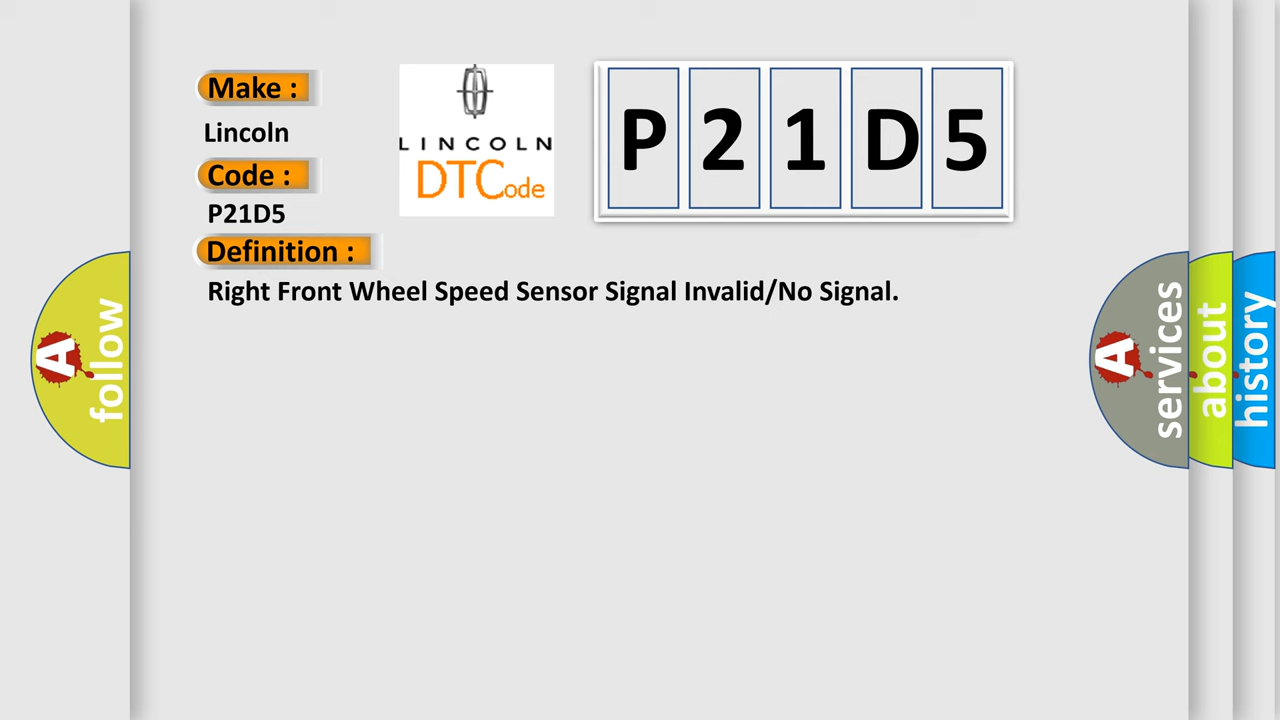 Make :
Lincoln
Code :
P21D5
Definition :
Right Front Wheel Speed Sensor Signal Invalid/No Signal.
LINCOLN
DTCode
P 2 1 D 5
A follow
A services
about
history